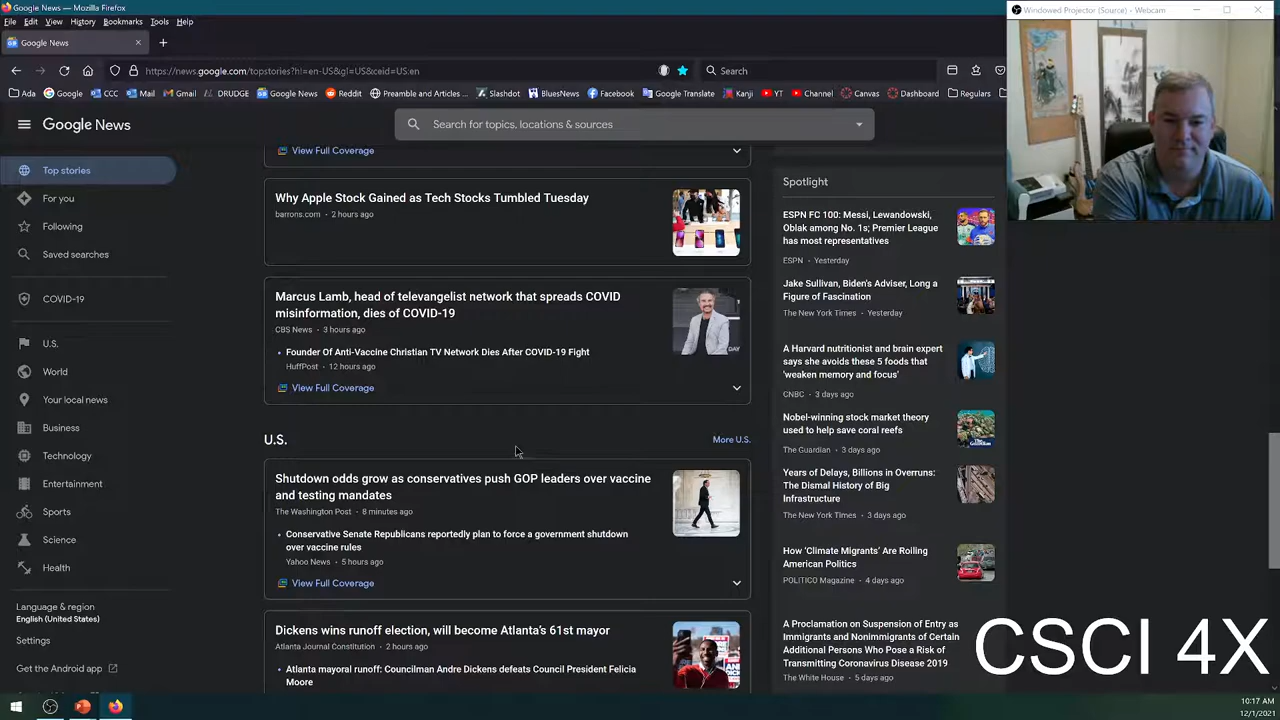 Google News — Mozilla Firefox
File Edit View History Bookmarks Tools Help
Google News
Windowed Projector (Source) - Webcam
Search
Ada Google CCC Mail Gmail DRUDGE Google News Reddit Preamble and Articles ... Slashdot BluesNews Facebook Google Translate Kanji YT Channel Canvas Dashboard Regulars
Google News
Search for topics, locations & sources
Top stories
For you
Following
Saved searches
COVID-19
U.S.
World
Your local news
Business
Technology
Entertainment
Sports
Science
Health
Language & region
English (United States)
Settings
Get the Android app
View Full Coverage
Why Apple Stock Gained as Tech Stocks Tumbled Tuesday
barrons.com • 2 hours ago
Marcus Lamb, head of televangelist network that spreads COVID
misinformation, dies of COVID-19
CBS News • 3 hours ago
• Founder Of Anti-Vaccine Christian TV Network Dies After COVID-19 Fight
HuffPost • 12 hours ago
View Full Coverage
U.S.
More U.S.
Shutdown odds grow as conservatives push GOP leaders over vaccine
and testing mandates
The Washington Post • 8 minutes ago
• Conservative Senate Republicans reportedly plan to force a government shutdown
over vaccine rules
Yahoo News • 5 hours ago
View Full Coverage
Dickens wins runoff election, will become Atlanta's 61st mayor
Atlanta Journal Constitution • 2 hours ago
• Atlanta mayoral runoff: Councilman Andre Dickens defeats Council President Felicia
Moore
Spotlight
ESPN FC 100: Messi, Lewandowski,
Oblak among No. 1s; Premier League
has most representatives
ESPN • Yesterday
Jake Sullivan, Biden's Adviser, Long a
Figure of Fascination
The New York Times • Yesterday
A Harvard nutritionist and brain expert
says she avoids these 5 foods that
'weaken memory and focus'
CNBC • 3 days ago
Nobel-winning stock market theory
used to help save coral reefs
The Guardian • 3 days ago
Years of Delays, Billions in Overruns:
The Dismal History of Big
Infrastructure
The New York Times • 3 days ago
How 'Climate Migrants' Are Roiling
American Politics
POLITICO Magazine • 4 days ago
A Proclamation on Suspension of Entry as
Immigrants and Nonimmigrants of Certain
Additional Persons Who Pose a Risk of
Transmitting Coronavirus Disease 2019
The White House • 5 days ago
CSCI 4X
10:17 AM
12/1/2021